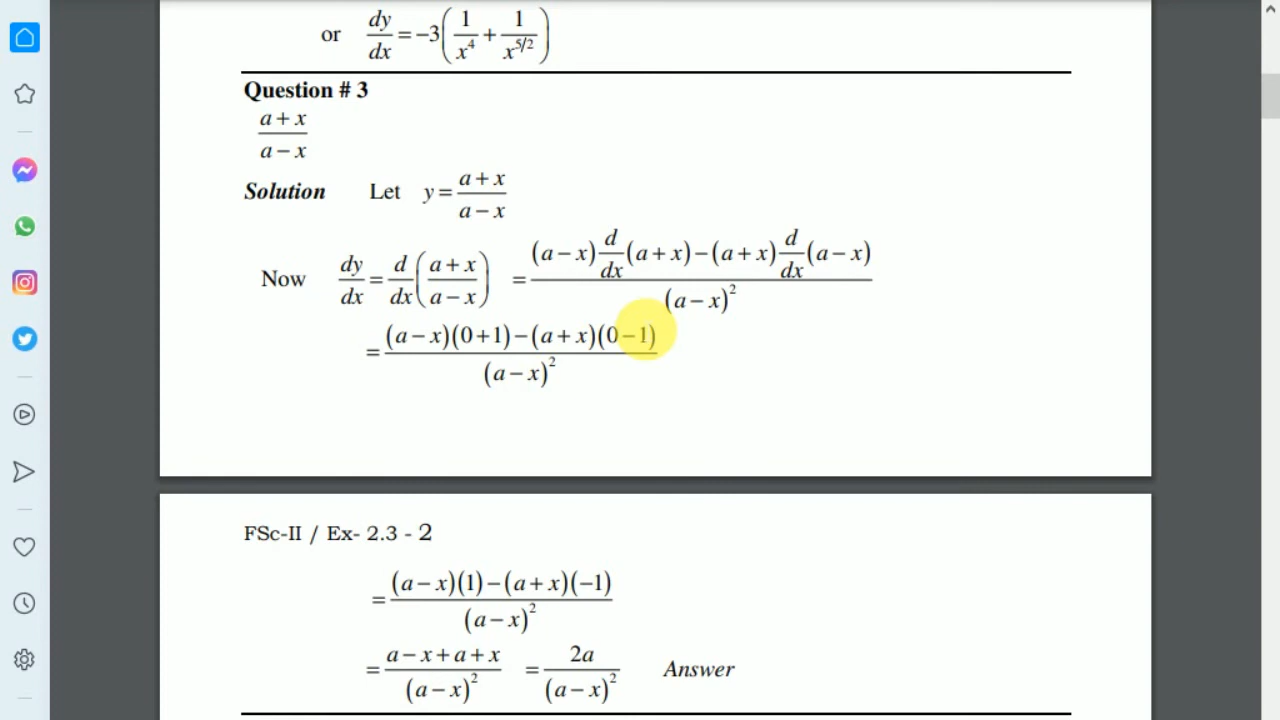 or dy/dx = −3(1/x⁴ + 1/x^{5/2})
Question # 3
(a + x)/(a − x)
Solution Let y = (a + x)/(a − x)
Now dy/dx = d/dx((a + x)/(a − x)) = ((a − x) d/dx (a + x) − (a + x) d/dx (a − x))/(a − x)²
= ((a − x)(0 + 1) − (a + x)(0 − 1))/(a − x)²
FSc-II / Ex- 2.3 - 2
= ((a − x)(1) − (a + x)(−1))/(a − x)²
= (a − x + a + x)/(a − x)² = 2a/(a − x)² Answer